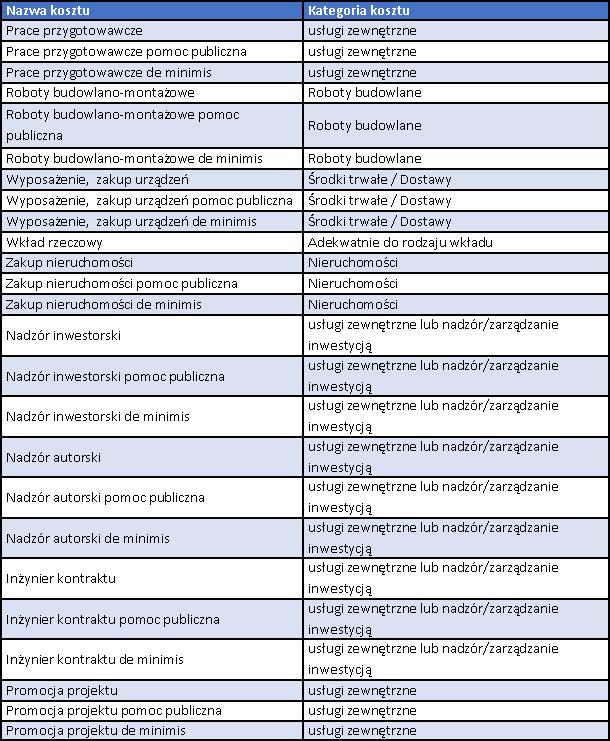 Nazwa kosztu Kategoria kosztu
Prace przygotowawcze usługi zewnętrzne
Prace przygotowawcze pomoc publiczna usługi zewnętrzne
Prace przygotowawcze de minimis usługi zewnętrzne
Roboty budowlano-montażowe Roboty budowlane
Roboty budowlano-montażowe pomoc
publiczna Roboty budowlane
Roboty budowlano-montażowe de minimis Roboty budowlane
Wyposażenie, zakup urządzeń Środki trwałe / Dostawy
Wyposażenie, zakup urządzeń pomoc publiczna Środki trwałe / Dostawy
Wyposażenie, zakup urządzeń de minimis Środki trwałe / Dostawy
Wkład rzeczowy Adekwatnie do rodzaju wkładu
Zakup nieruchomości Nieruchomości
Zakup nieruchomości pomoc publiczna Nieruchomości
Zakup nieruchomości de minimis Nieruchomości
Nadzór inwestorski usługi zewnętrzne lub nadzór/zarządzanie
inwestycją
Nadzór inwestorski pomoc publiczna usługi zewnętrzne lub nadzór/zarządzanie
inwestycją
Nadzór inwestorski de minimis usługi zewnętrzne lub nadzór/zarządzanie
inwestycją
Nadzór autorski usługi zewnętrzne lub nadzór/zarządzanie
inwestycją
Nadzór autorski pomoc publiczna usługi zewnętrzne lub nadzór/zarządzanie
inwestycją
Nadzór autorski de minimis usługi zewnętrzne lub nadzór/zarządzanie
inwestycją
Inżynier kontraktu usługi zewnętrzne lub nadzór/zarządzanie
inwestycją
Inżynier kontraktu pomoc publiczna usługi zewnętrzne lub nadzór/zarządzanie
inwestycją
Inżynier kontraktu de minimis usługi zewnętrzne lub nadzór/zarządzanie
inwestycją
Promocja projektu usługi zewnętrzne
Promocja projektu pomoc publiczna usługi zewnętrzne
Promocja projektu de minimis usługi zewnętrzne